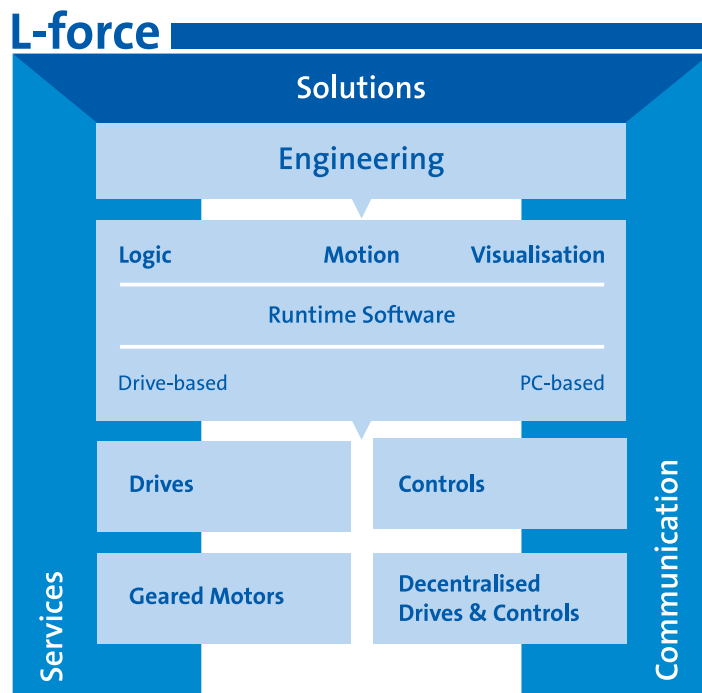 L-force
Solutions
Engineering
Logic Motion Visualisation
Runtime Software
Drive-based PC-based
Drives
Controls
Geared Motors
Decentralised
Drives & Controls
Services
Communication